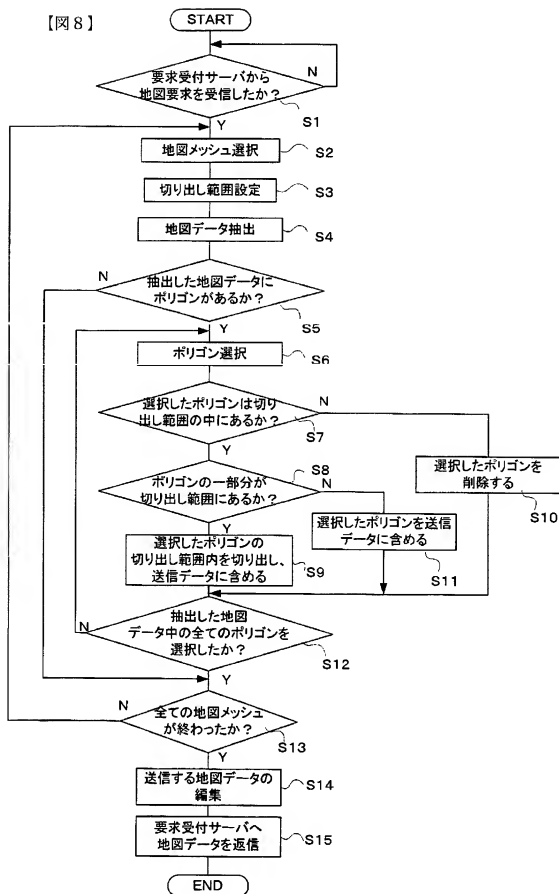 【図8】
START
要求受付サーバから
地図要求を受信したか?
N
S1
Y
地図メッシュ選択
S2
切り出し範囲設定
S3
地図データ抽出
S4
N
抽出した地図データに
ポリゴンがあるか?
S5
Y
ポリゴン選択
S6
選択したポリゴンは切り
出し範囲の中にあるか?
N
S7
Y
ポリゴンの一部分が
切り出し範囲にあるか?
S8
N
選択したポリゴンを
削除する
S10
Y
選択したポリゴンの
切り出し範囲内を切り出し、
送信データに含める
S9
選択したポリゴンを送信
データに含める
S11
N
抽出した地図
データ中の全てのポリゴンを
選択したか?
S12
Y
N
全ての地図メッシュ
が終わったか?
S13
Y
送信する地図データの
編集
S14
要求受付サーバへ
地図データを返信
S15
END